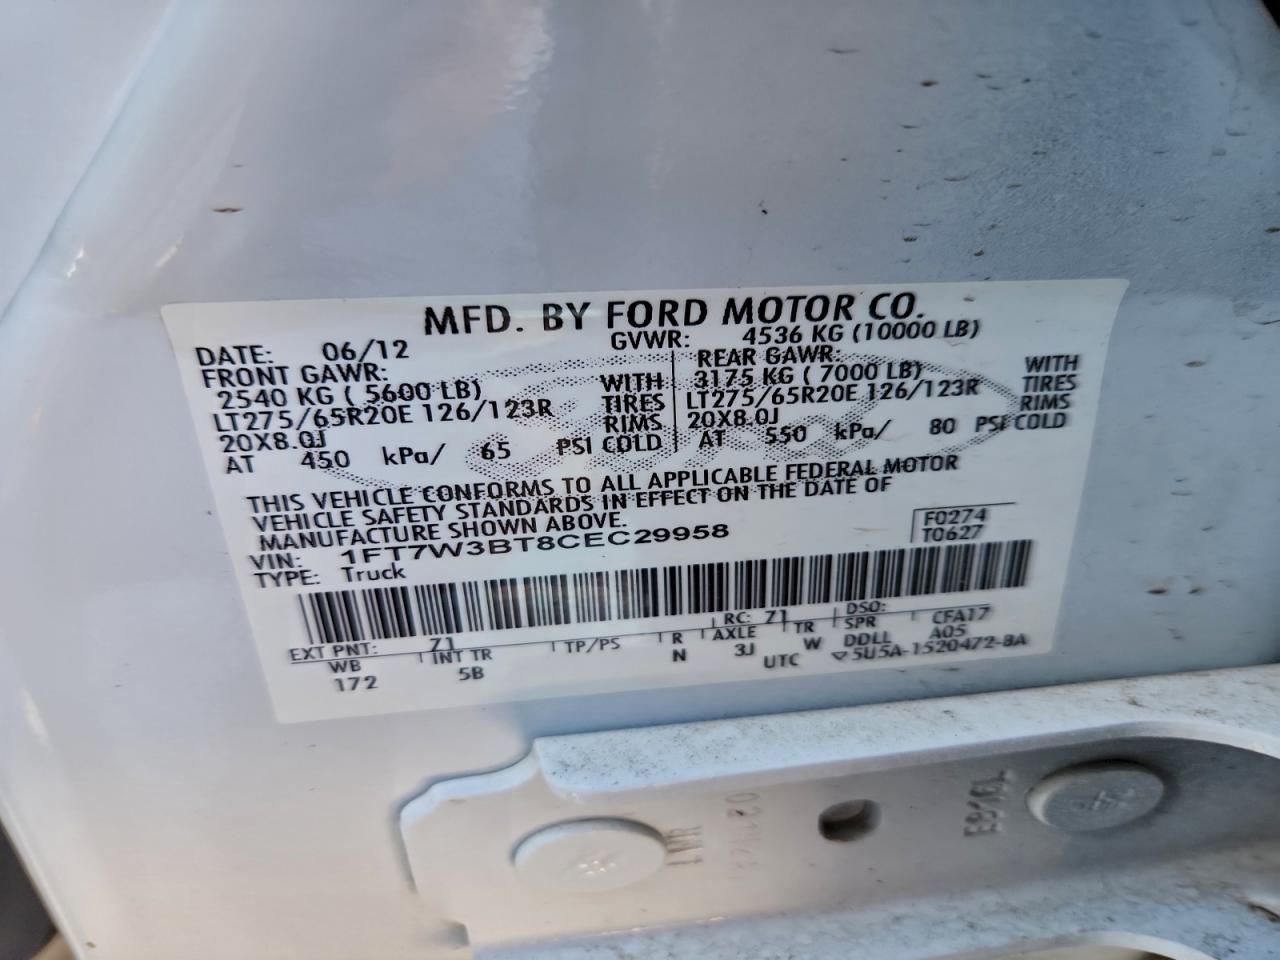 MFD. BY FORD MOTOR CO.
DATE: 06/12 GVWR: 4536 KG (10000 LB)
FRONT GAWR: REAR GAWR:
2540 KG ( 5600 LB) WITH 3175 KG ( 7000 LB) WITH
LT275/65R20E 126/123R TIRES LT275/65R20E 126/123R TIRES
20X8.0J RIMS 20X8.0J RIMS
AT 450 kPa/ 65 PSI COLD AT 550 kPa/ 80 PSI COLD
THIS VEHICLE CONFORMS TO ALL APPLICABLE FEDERAL MOTOR
VEHICLE SAFETY STANDARDS IN EFFECT ON THE DATE OF
MANUFACTURE SHOWN ABOVE.
VIN: 1FT7W3BT8CEC29958 F0274
TYPE: Truck T0627
EXT PNT: Z1 RC: 71 DSO:
WB INT TR TP/PS R AXLE TR SPR CFA17
172 5B N 3J W DDLL A05
UTC ▽5U5A-1520472-8A